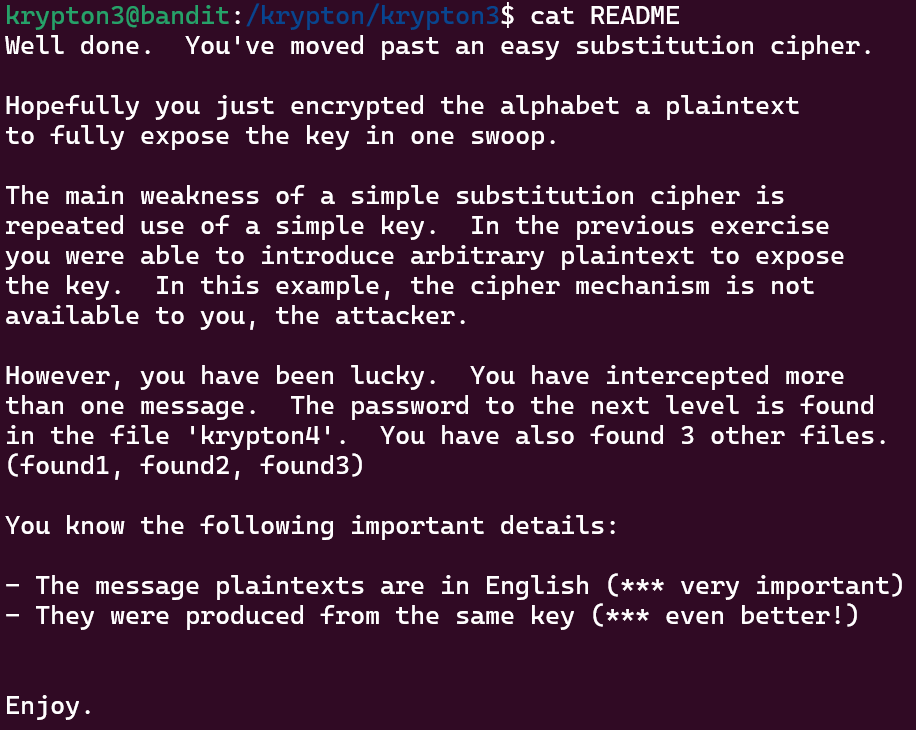 krypton3@bandit:/krypton/krypton3$ cat README
Well done.  You've moved past an easy substitution cipher.
Hopefully you just encrypted the alphabet a plaintext
to fully expose the key in one swoop.
The main weakness of a simple substitution cipher is
repeated use of a simple key.  In the previous exercise
you were able to introduce arbitrary plaintext to expose
the key.  In this example, the cipher mechanism is not
available to you, the attacker.
However, you have been lucky.  You have intercepted more
than one message.  The password to the next level is found
in the file 'krypton4'.  You have also found 3 other files.
(found1, found2, found3)
You know the following important details:
- The message plaintexts are in English (*** very important)
- They were produced from the same key (*** even better!)
Enjoy.